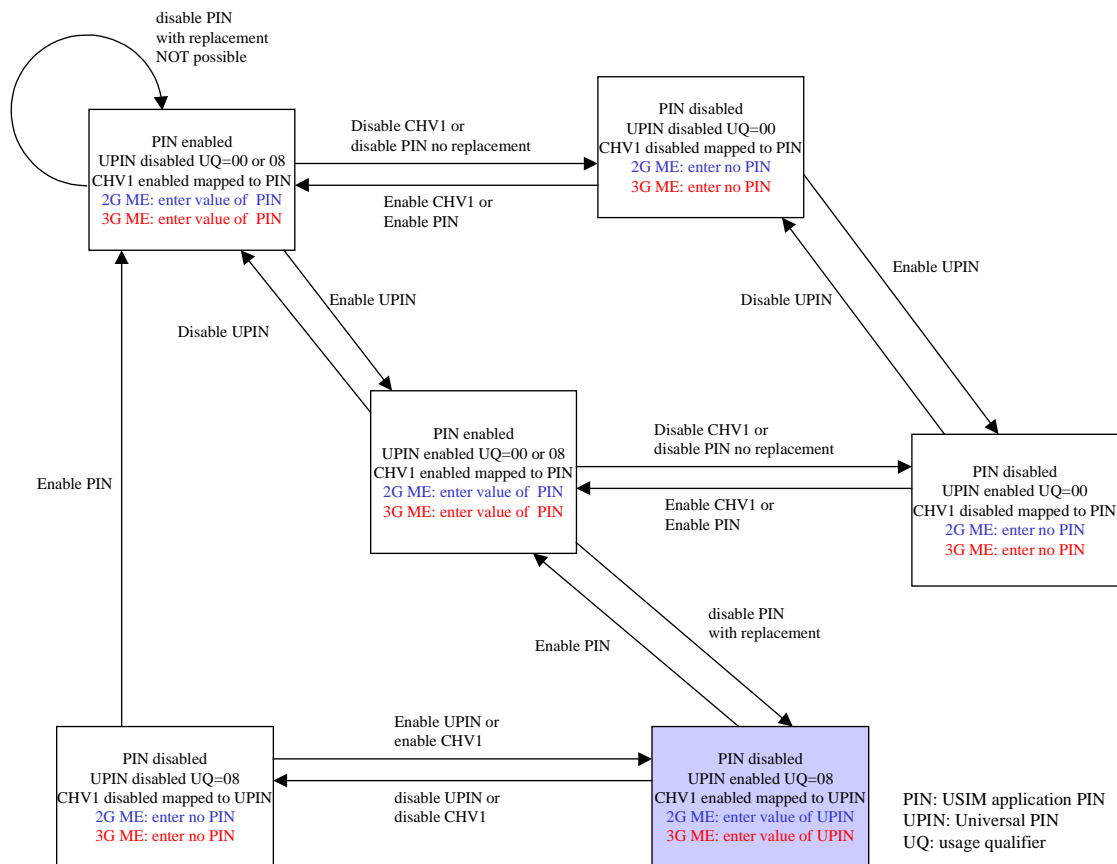 disable PIN
with replacement
NOT possible
PIN enabled
UPIN disabled UQ=00 or 08
CHV1 enabled mapped to PIN
2G ME: enter value of PIN
3G ME: enter value of PIN
Disable CHV1 or
disable PIN no replacement
Enable CHV1 or
Enable PIN
PIN disabled
UPIN disabled UQ=00
CHV1 disabled mapped to PIN
2G ME: enter no PIN
3G ME: enter no PIN
Enable UPIN
Disable UPIN
Enable UPIN
Disable UPIN
PIN enabled
UPIN enabled UQ=00 or 08
CHV1 enabled mapped to PIN
2G ME: enter value of PIN
3G ME: enter value of PIN
Disable CHV1 or
disable PIN no replacement
Enable CHV1 or
Enable PIN
PIN disabled
UPIN enabled UQ=00
CHV1 disabled mapped to PIN
2G ME: enter no PIN
3G ME: enter no PIN
Enable PIN
disable PIN
with replacement
Enable PIN
PIN disabled
UPIN disabled UQ=08
CHV1 disabled mapped to UPIN
2G ME: enter no PIN
3G ME: enter no PIN
Enable UPIN or
enable CHV1
disable UPIN or
disable CHV1
PIN disabled
UPIN enabled UQ=08
CHV1 enabled mapped to UPIN
2G ME: enter value of UPIN
3G ME: enter value of UPIN
PIN: USIM application PIN
UPIN: Universal PIN
UQ: usage qualifier